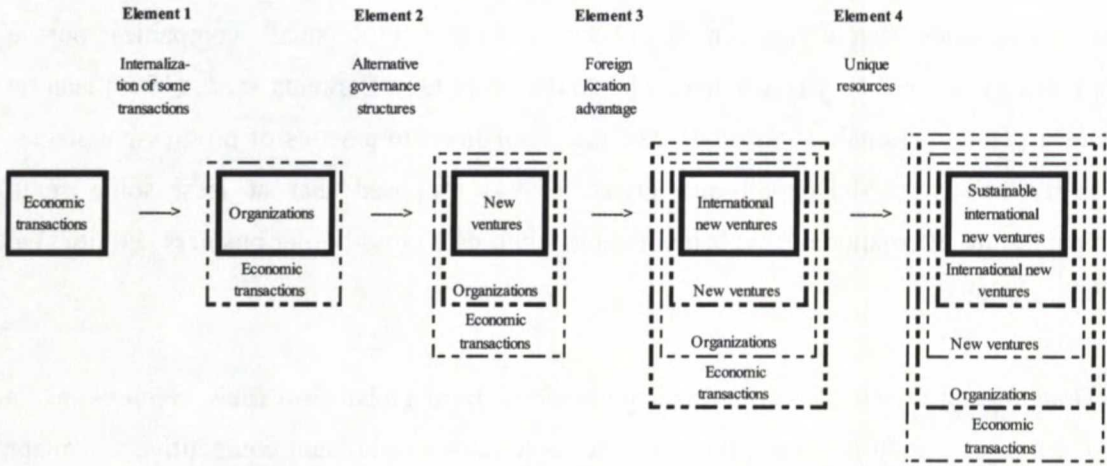 Element 1
Internaliza-
tion of some
transactions
Element 2
Alternative
governance
structures
Element 3
Foreign
location
advantage
Element 4
Unique
resources
Economic
transactions
Organizations
Economic
transactions
New
ventures
Organizations
Economic
transactions
International
new ventures
New ventures
Organizations
Economic
transactions
Sustainable
international
new ventures
International new
ventures
New ventures
Organizations
Economic
transactions